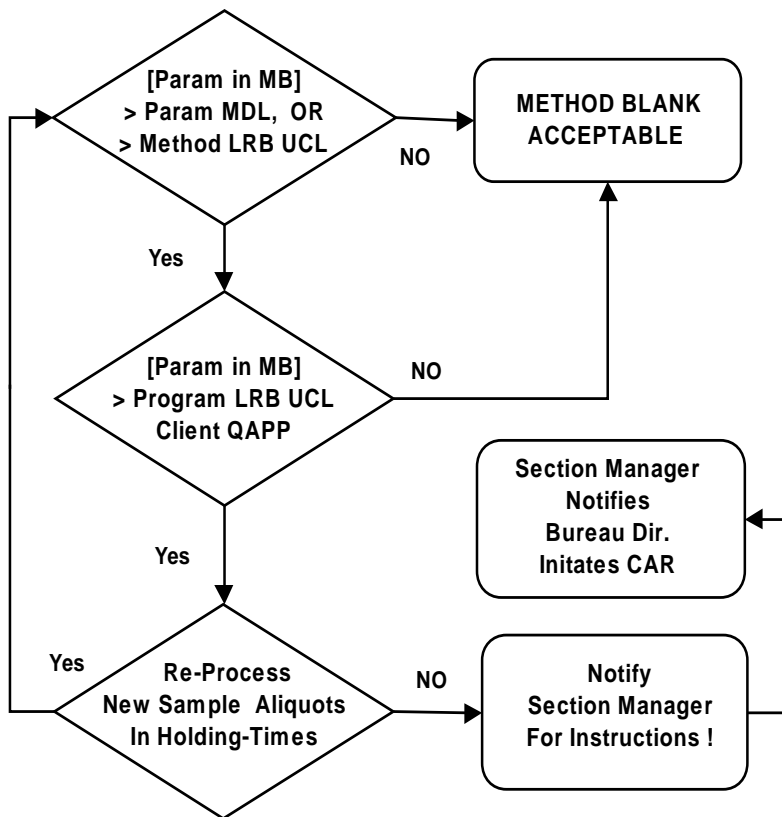 [Param in MB]
> Param MDL, OR
> Method LRB UCL
NO
METHOD BLANK
ACCEPTABLE
Yes
[Param in MB]
> Program LRB UCL
Client QAPP
NO
Section Manager
Notifies
Bureau Dir.
Initates CAR
Yes
Yes
Re-Process
New Sample Aliquots
In Holding-Times
NO
Notify
Section Manager
For Instructions !